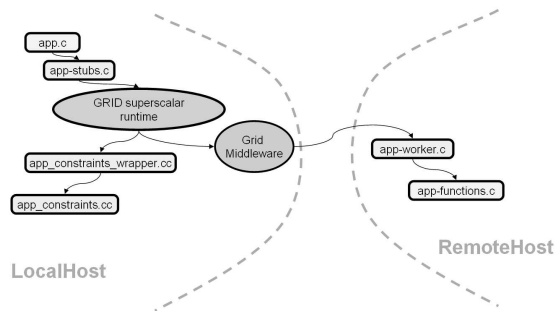 app.c
app-stubs.c
GRID superscalar
runtime
Grid
Middleware
app_constraints_wrapper.cc
app_constraints.cc
app-worker.c
app-functions.c
LocalHost
RemoteHost